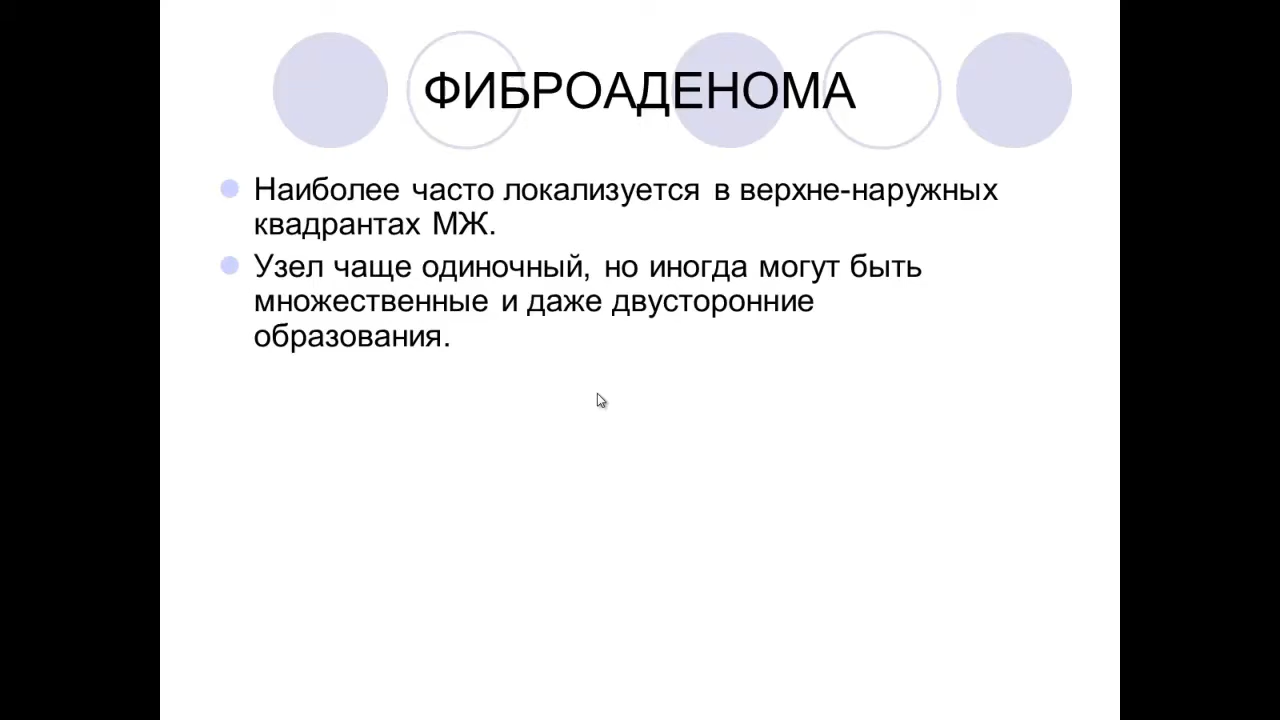 ФИБРОАДЕНОМА
Наиболее часто локализуется в верхне-наружных
квадрантах МЖ.
Узел чаще одиночный, но иногда могут быть
множественные и даже двусторонние
образования.